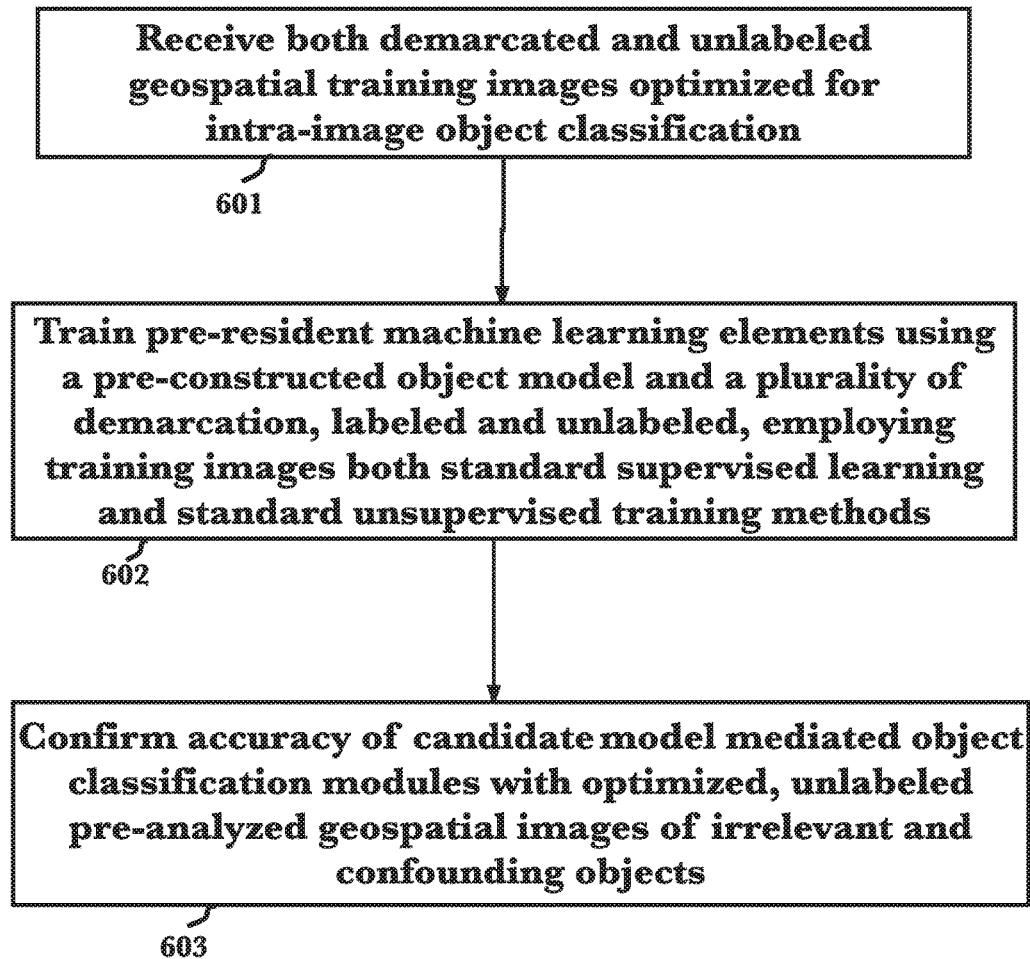 Receive both demarcated and unlabeled
geospatial training images optimized for
intra-image object classification
601
Train pre-resident machine learning elements using
a pre-constructed object model and a plurality of
demarcation, labeled and unlabeled, employing
training images both standard supervised learning
and standard unsupervised training methods
602
Confirm accuracy of candidate model mediated object
classification modules with optimized, unlabeled
pre-analyzed geospatial images of irrelevant and
confounding objects
603